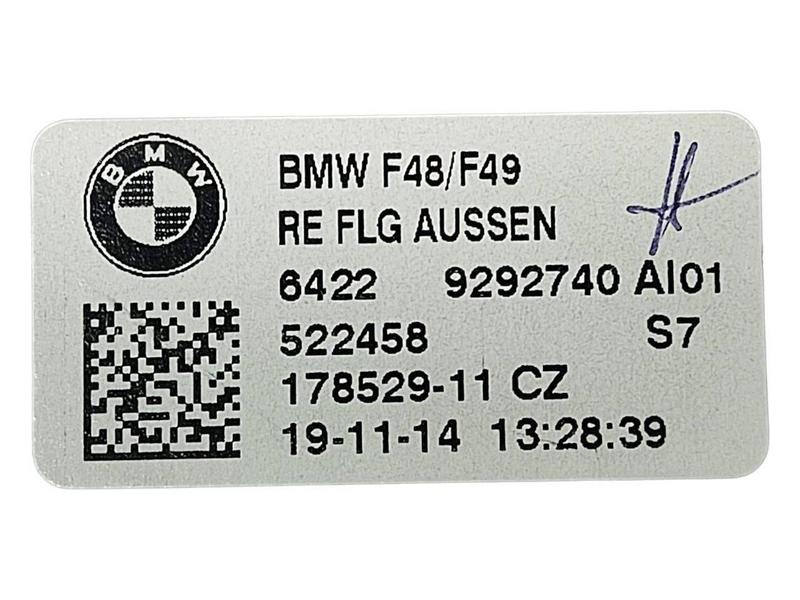 BMW
BMW F48/F49
RE FLG AUSSEN
6422 9292740 AI01
522458 S7
178529-11 CZ
19-11-14 13:28:39